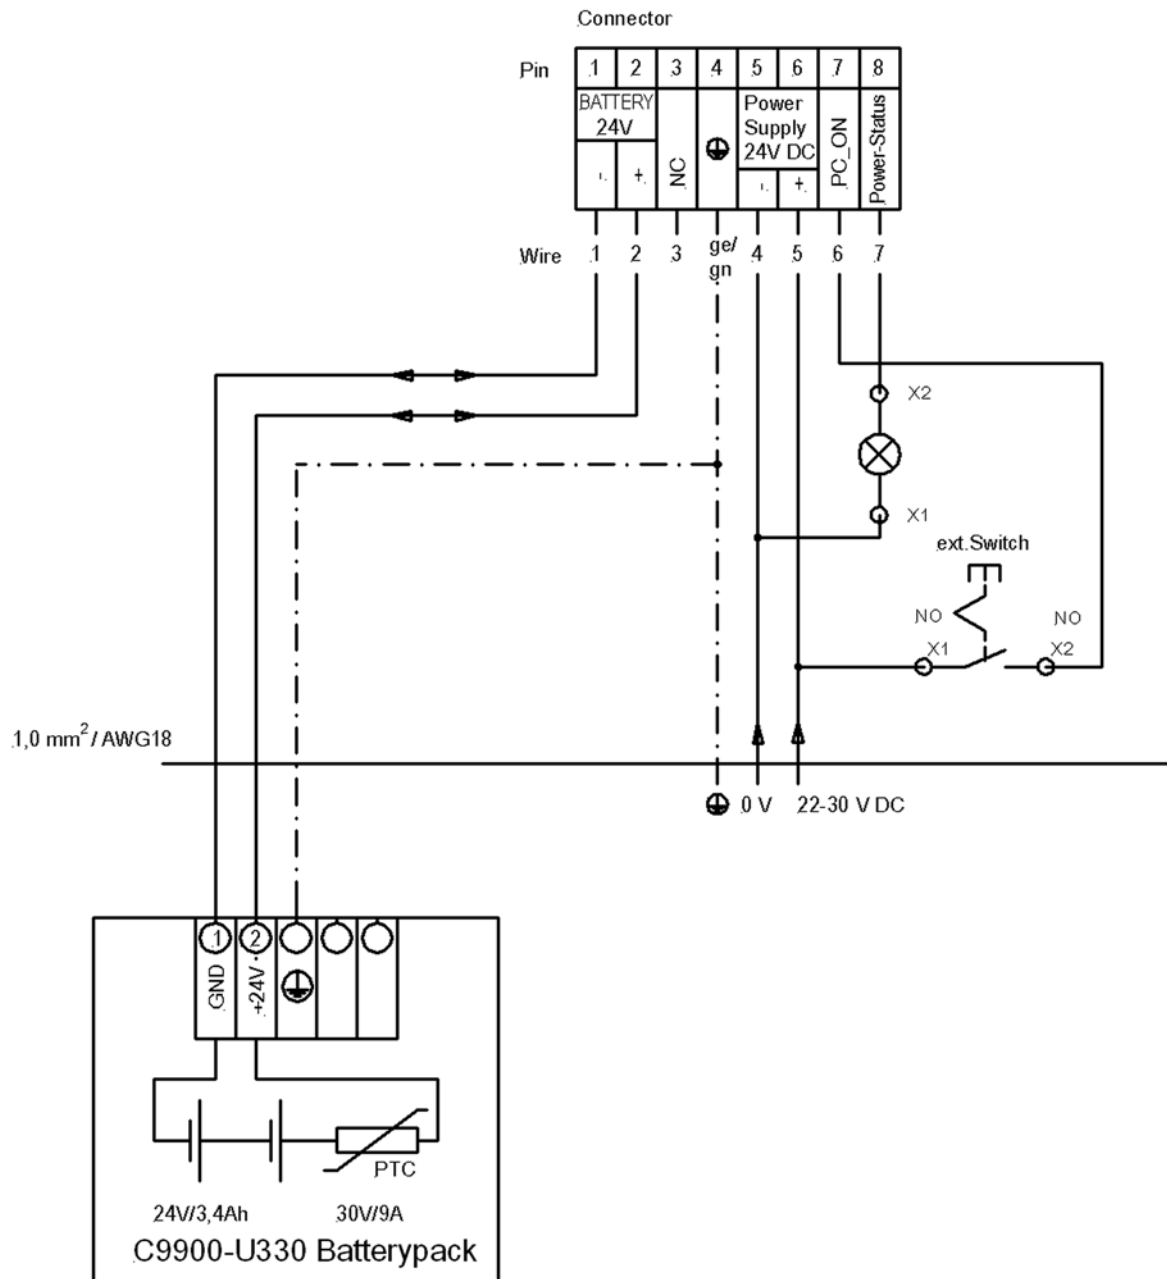 Connector
Pin 1 2 3 4 5 6 7 8
BATTERY
24V
- +
NC
Power
Supply
24V DC
- +
PC_ON
Power-Status
Wire 1 2 3 ge/ 4 5 6 7
gn
X2
X1
ext.Switch
NO NO
X1 X2
1,0 mm²/AWG18
0 V 22-30 V DC
1 2
GND
+24V
PTC
24V/3,4Ah 30V/9A
C9900-U330 Batterypack